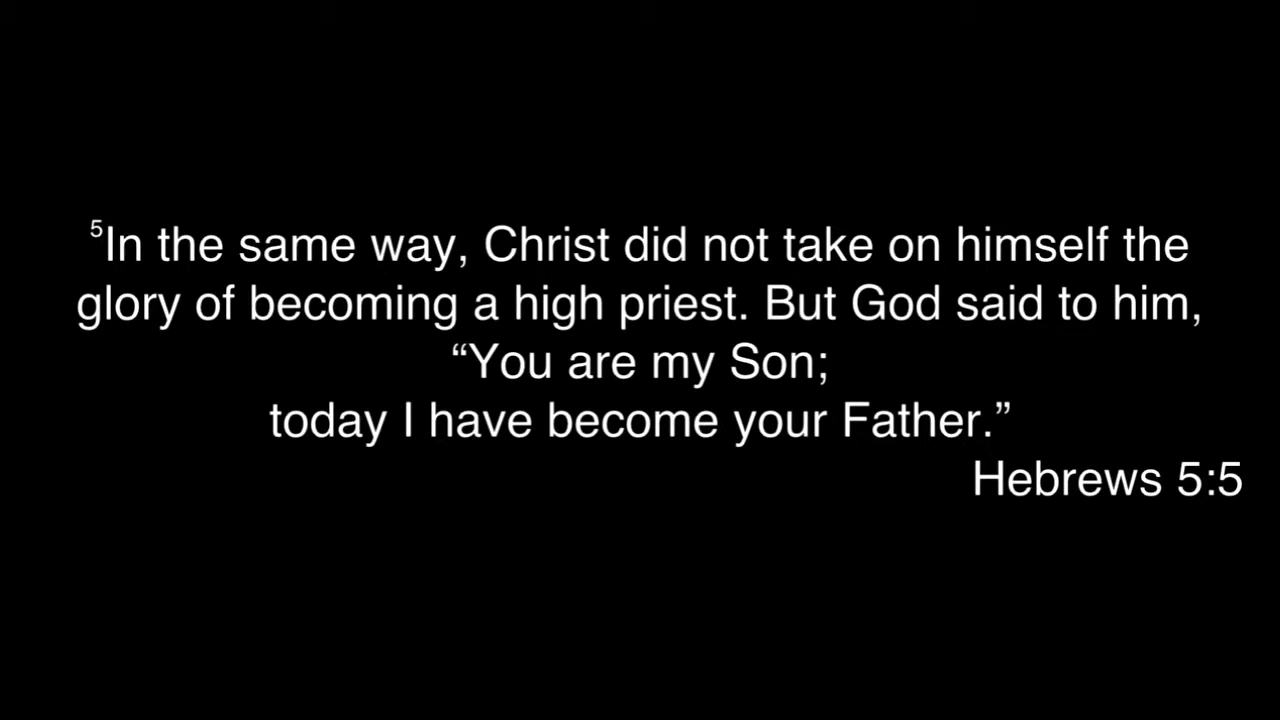 ⁵In the same way, Christ did not take on himself the
glory of becoming a high priest. But God said to him,
“You are my Son;
today I have become your Father.”
Hebrews 5:5